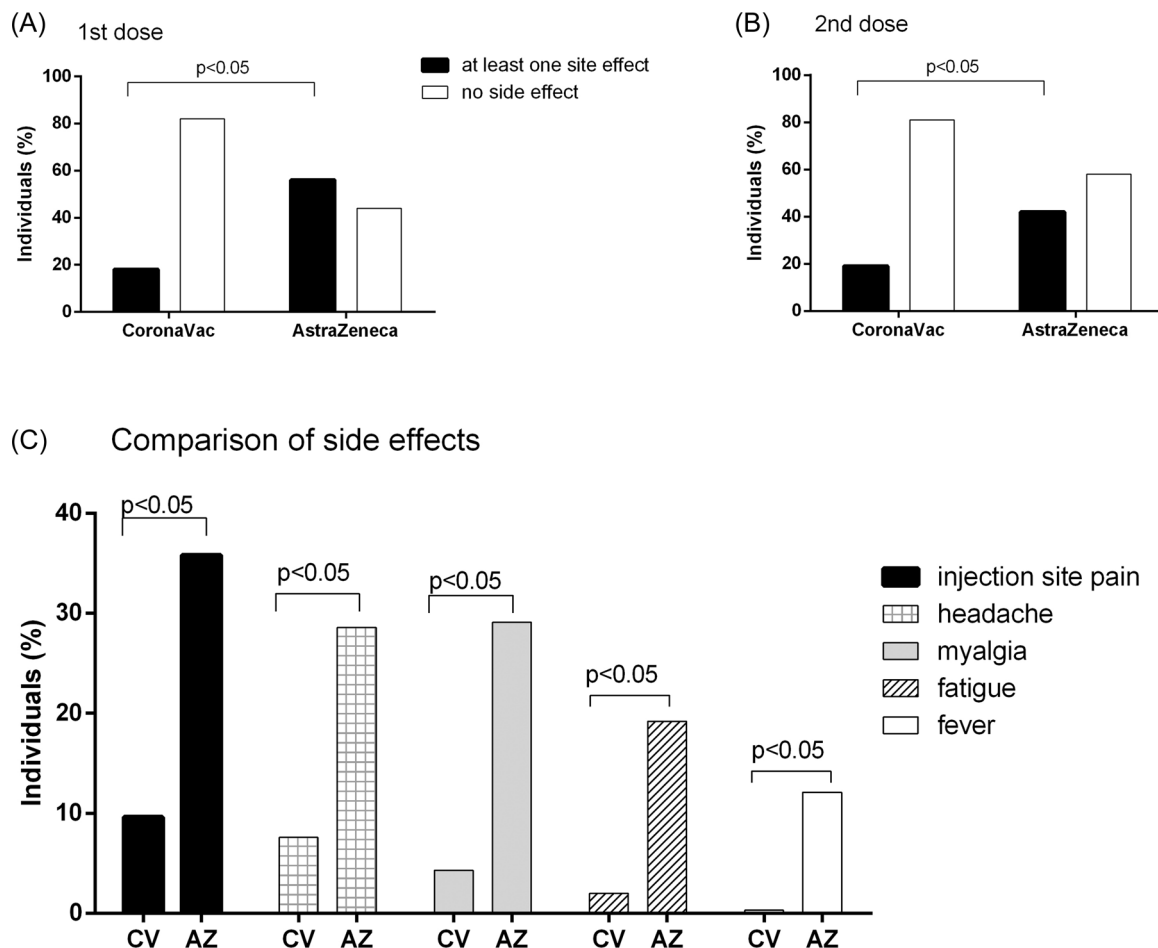 (A) 1st dose
p<0.05
at least one site effect
no side effect
Individuals (%)
100
80
60
40
20
0
CoronaVac AstraZeneca
(B) 2nd dose
p<0.05
Individuals (%)
100
80
60
40
20
0
CoronaVac AstraZeneca
(C) Comparison of side effects
p<0.05
p<0.05
p<0.05
p<0.05
p<0.05
Individuals (%)
40
30
20
10
0
CV AZ CV AZ CV AZ CV AZ CV AZ
injection site pain
headache
myalgia
fatigue
fever